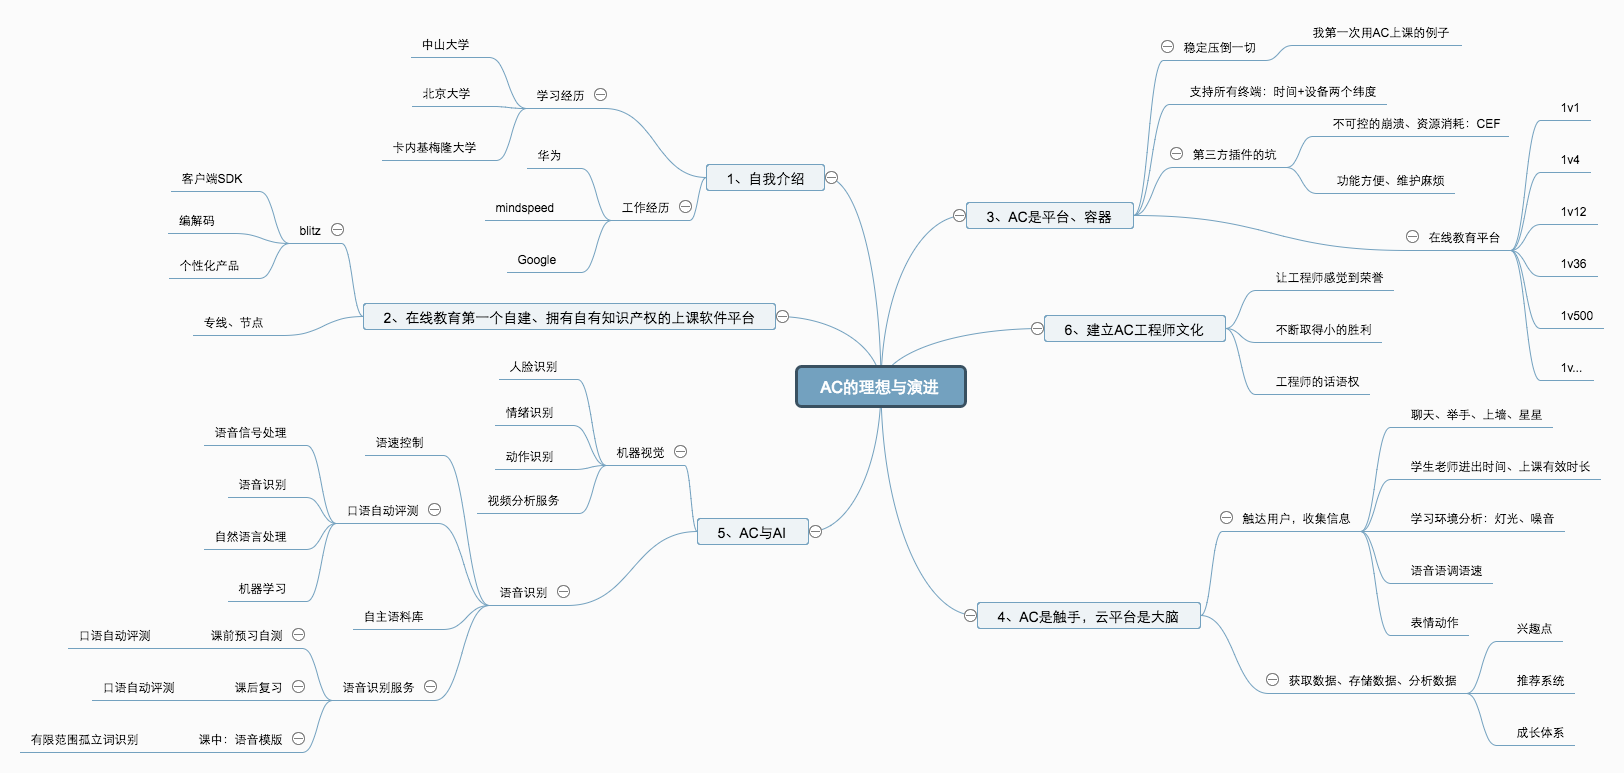 AC的理想与演进
1、自我介绍
学习经历
中山大学
北京大学
卡内基梅隆大学
工作经历
华为
mindspeed
Google
2、在线教育第一个自建、拥有自有知识产权的上课软件平台
blitz
客户端SDK
编解码
个性化产品
专线、节点
3、AC是平台、容器
稳定压倒一切
我第一次用AC上课的例子
支持所有终端：时间+设备两个纬度
第三方插件的坑
不可控的崩溃、资源消耗：CEF
功能方便、维护麻烦
在线教育平台
1v1
1v4
1v12
1v36
1v500
1v...
4、AC是触手，云平台是大脑
触达用户，收集信息
聊天、举手、上墙、星星
学生老师进出时间、上课有效时长
学习环境分析：灯光、噪音
语音语调语速
表情动作
获取数据、存储数据、分析数据
兴趣点
推荐系统
成长体系
5、AC与AI
机器视觉
人脸识别
情绪识别
动作识别
视频分析服务
语音识别
语速控制
口语自动评测
语音信号处理
语音识别
自然语言处理
机器学习
自主语料库
语音识别服务
课前预习自测
口语自动评测
课后复习
口语自动评测
课中：语音模版
有限范围孤立词识别
6、建立AC工程师文化
让工程师感觉到荣誉
不断取得小的胜利
工程师的话语权